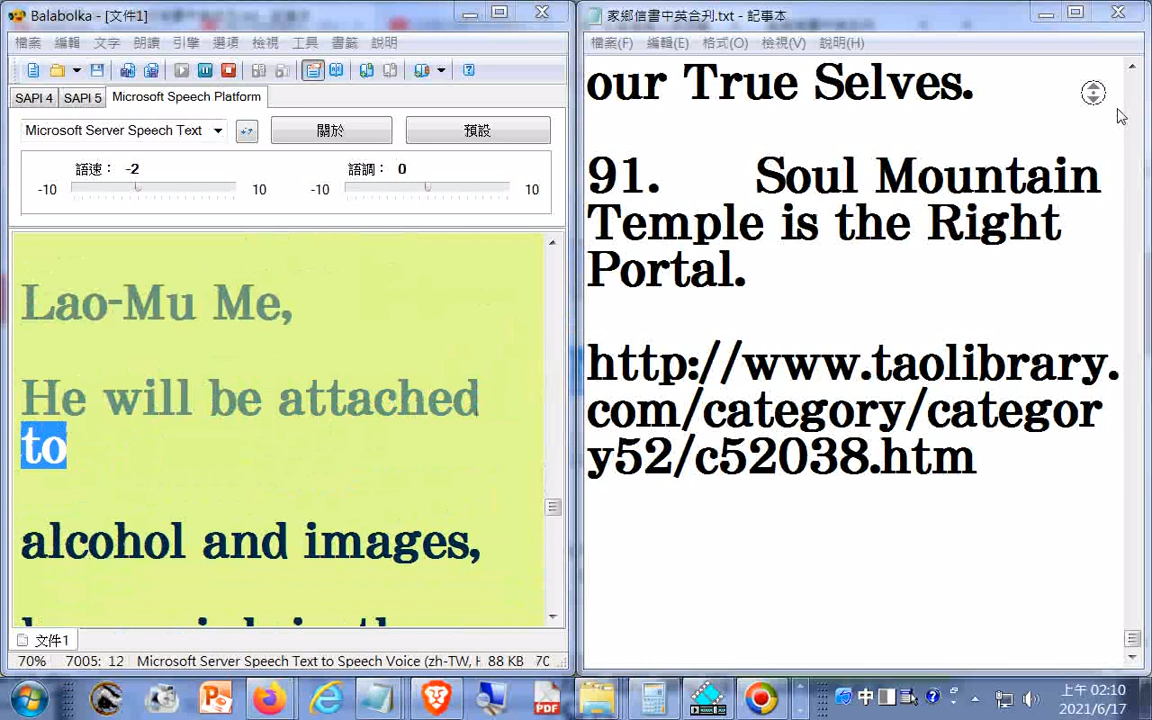 Balabolka - [文件1]
檔案 編輯 文字 朗讀 引擎 選項 檢視 工具 書籤 說明
SAPI 4 SAPI 5 Microsoft Speech Platform
Microsoft Server Speech Text 關於 預設
語速： -2 語調： 0
-10 10 -10 10
Lao-Mu Me,
He will be attached
to
alcohol and images,
文件1
70% 7005: 12 Microsoft Server Speech Text to Speech Voice (zh-TW, H 88 KB 70
家鄉信書中英合刋.txt - 記事本
檔案(F) 編輯(E) 格式(O) 檢視(V) 說明(H)
our True Selves.
91. Soul Mountain
Temple is the Right
Portal.
http://www.taolibrary.
com/category/categor
y52/c52038.htm
中
上午 02:10
2021/6/17